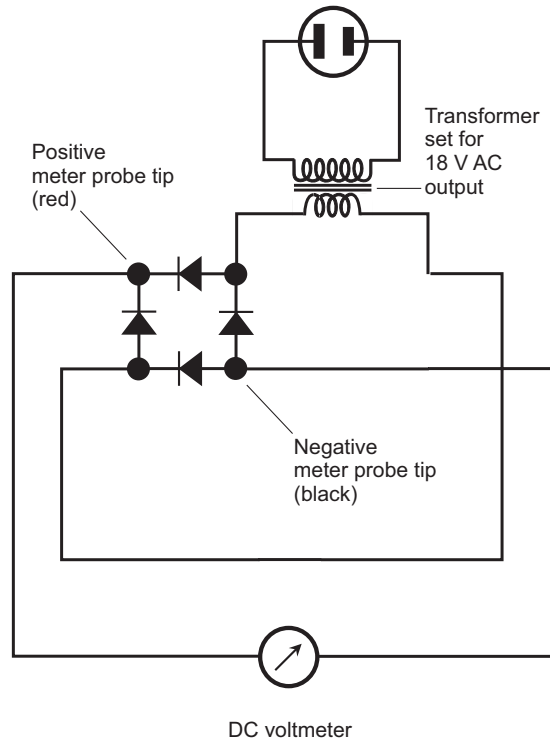 Transformer
set for
18 V AC
output
Positive
meter probe tip
(red)
Negative
meter probe tip
(black)
DC voltmeter